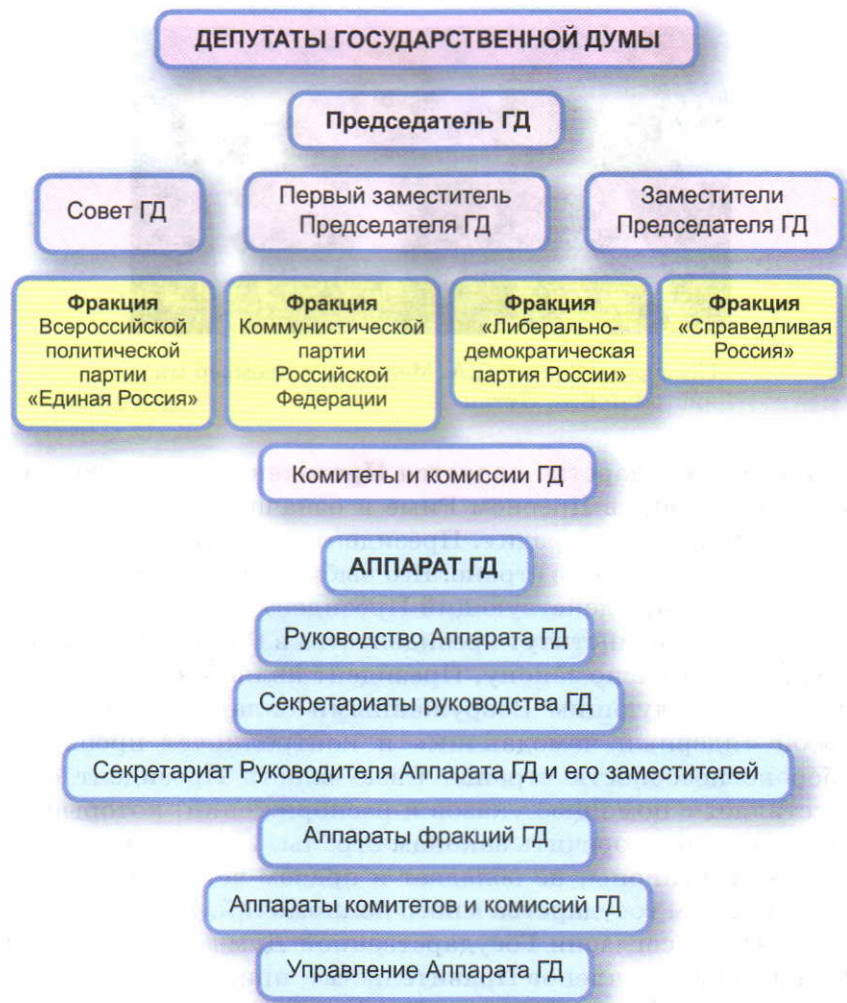 ДЕПУТАТЫ ГОСУДАРСТВЕННОЙ ДУМЫ
Председатель ГД
Совет ГД
Первый заместитель
Председателя ГД
Заместители
Председателя ГД
Фракция
Всероссийской
политической
партии
«Единая Россия»
Фракция
Коммунистической
партии
Российской
Федерации
Фракция
«Либерально-
демократическая
партия России»
Фракция
«Справедливая
Россия»
Комитеты и комиссии ГД
АППАРАТ ГД
Руководство Аппарата ГД
Секретариаты руководства ГД
Секретариат Руководителя Аппарата ГД и его заместителей
Аппараты фракций ГД
Аппараты комитетов и комиссий ГД
Управление Аппарата ГД